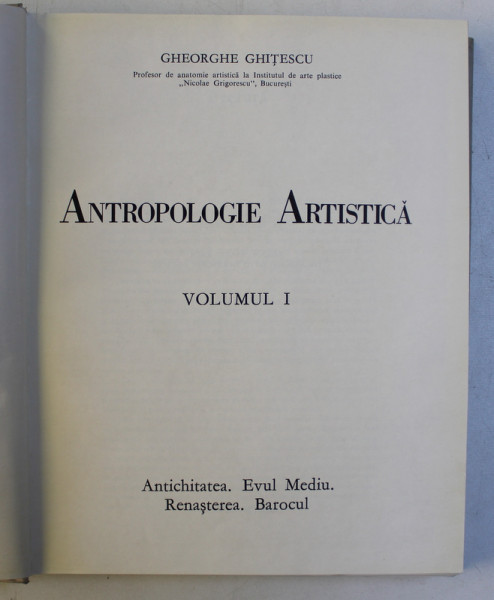 GHEORGHE GHIȚESCU
Profesor de anatomie artistică la Institutul de arte plastice
„Nicolae Grigorescu”, București
ANTROPOLOGIE ARTISTICĂ
VOLUMUL I
Antichitatea. Evul Mediu.
Renașterea. Barocul